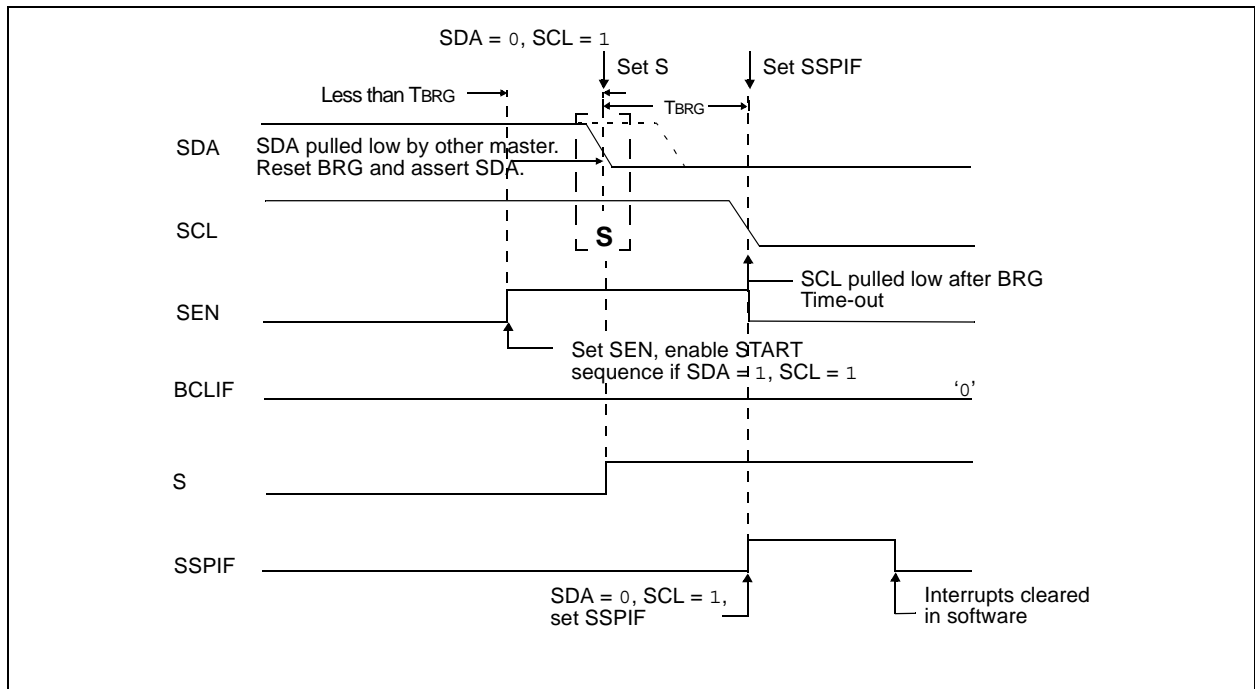 SDA = 0, SCL = 1
Set S
Set SSPIF
Less than TBRG
TBRG
SDA
SDA pulled low by other master.
Reset BRG and assert SDA.
SCL
S
SCL pulled low after BRG
Time-out
SEN
Set SEN, enable START
sequence if SDA = 1, SCL = 1
BCLIF
‘0’
S
SSPIF
SDA = 0, SCL = 1,
set SSPIF
Interrupts cleared
in software